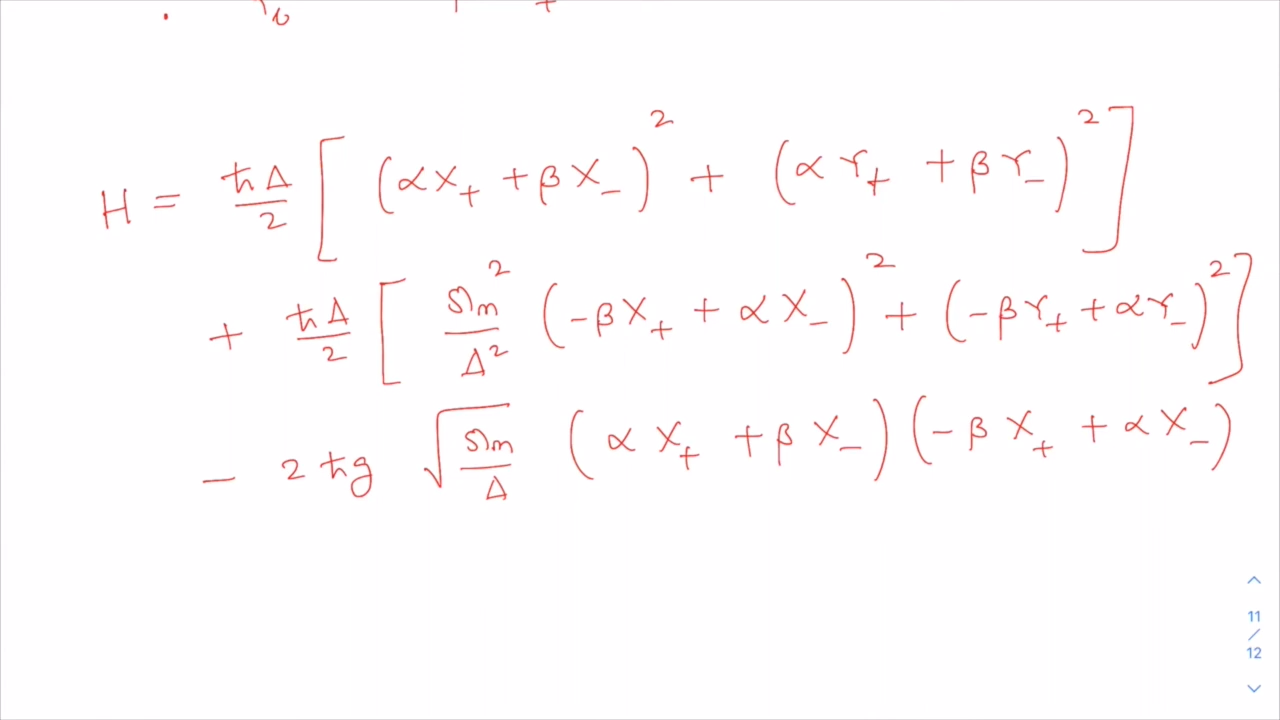 H = ħΔ/2 [ (αX₊ + βX₋)² + (αY₊ + βY₋)² ]
+ ħΔ/2 [ Ωm²/Δ² (-βX₊ + αX₋)² + (-βY₊ + αY₋)² ]
- 2ħg √(Ωm/Δ) (αX₊ + βX₋)(-βX₊ + αX₋)
11
/
12